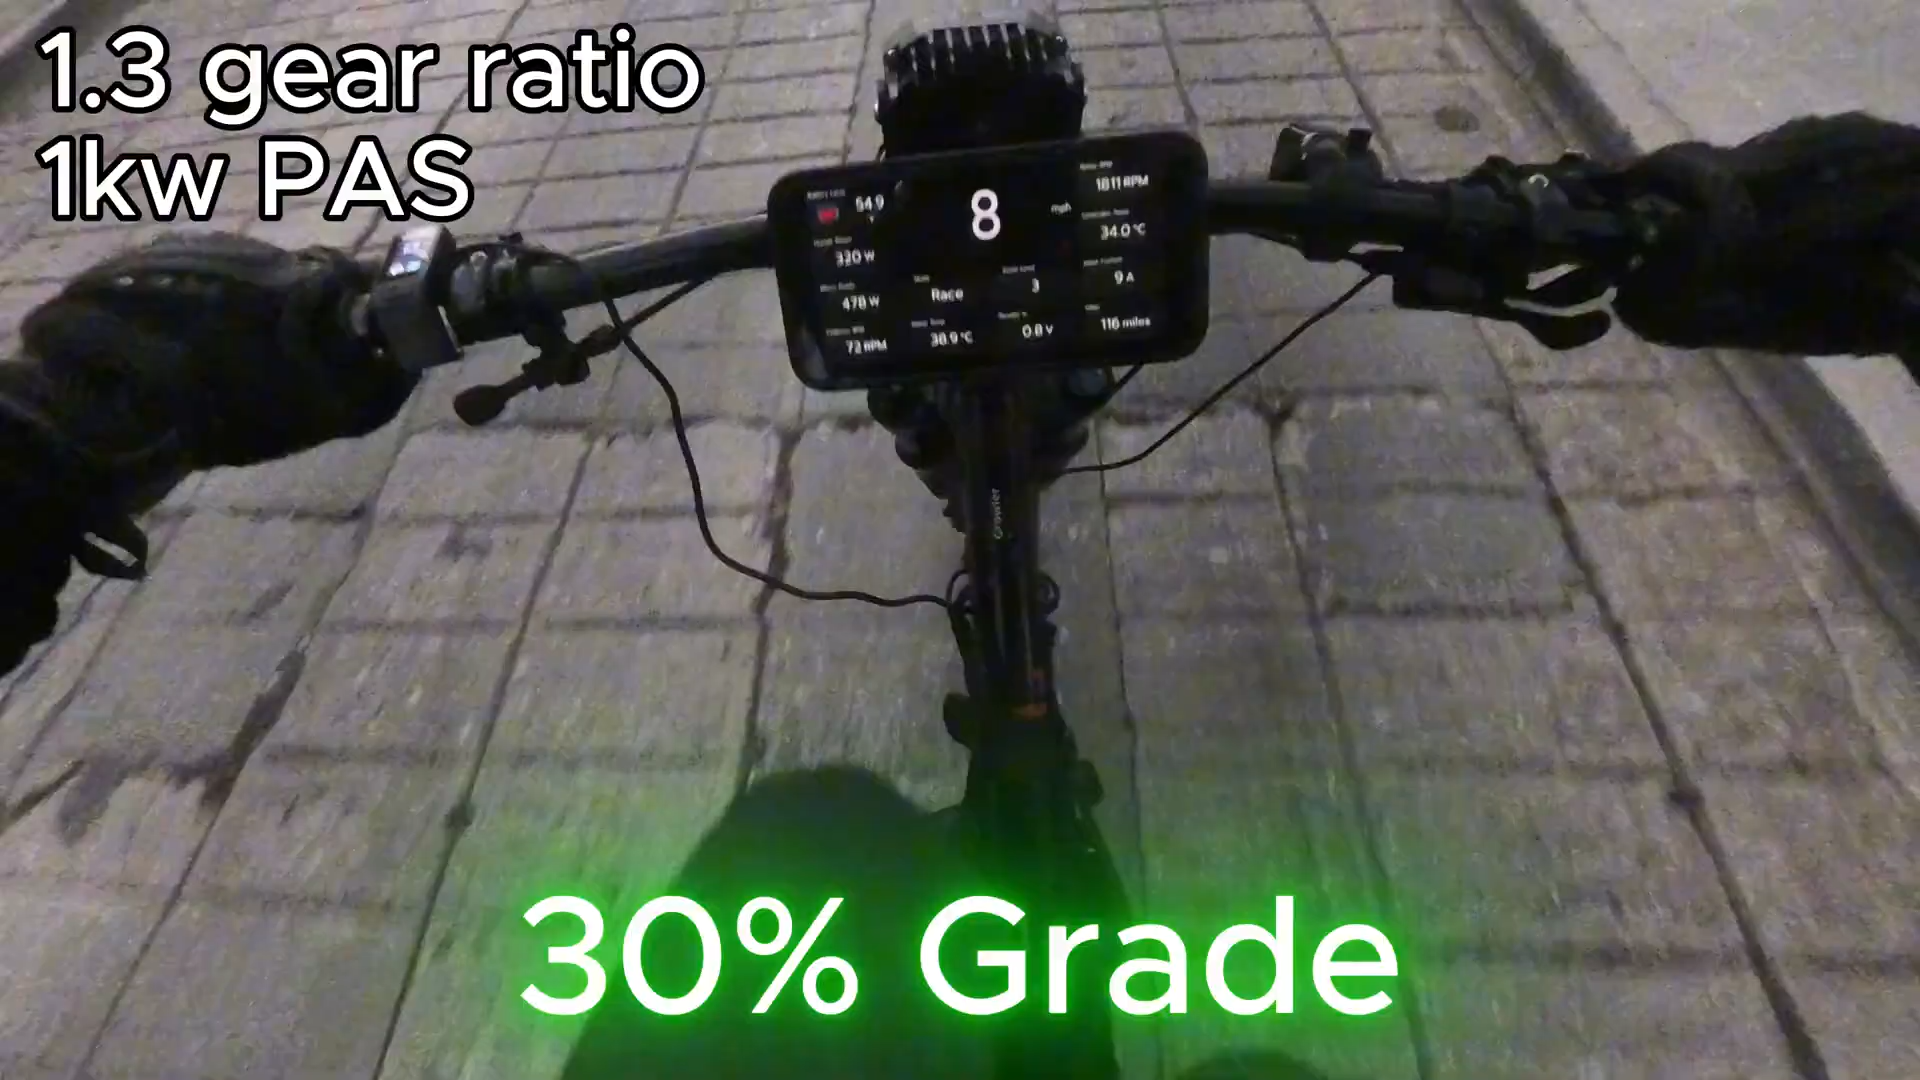 1.3 gear ratio
1kw PAS
54.9
8
mph
1811 RPM
320 W
34.0°C
478 W
Race
3
9 A
72 RPM
38.9°C
0.8 V
116 miles
Growler
30% Grade